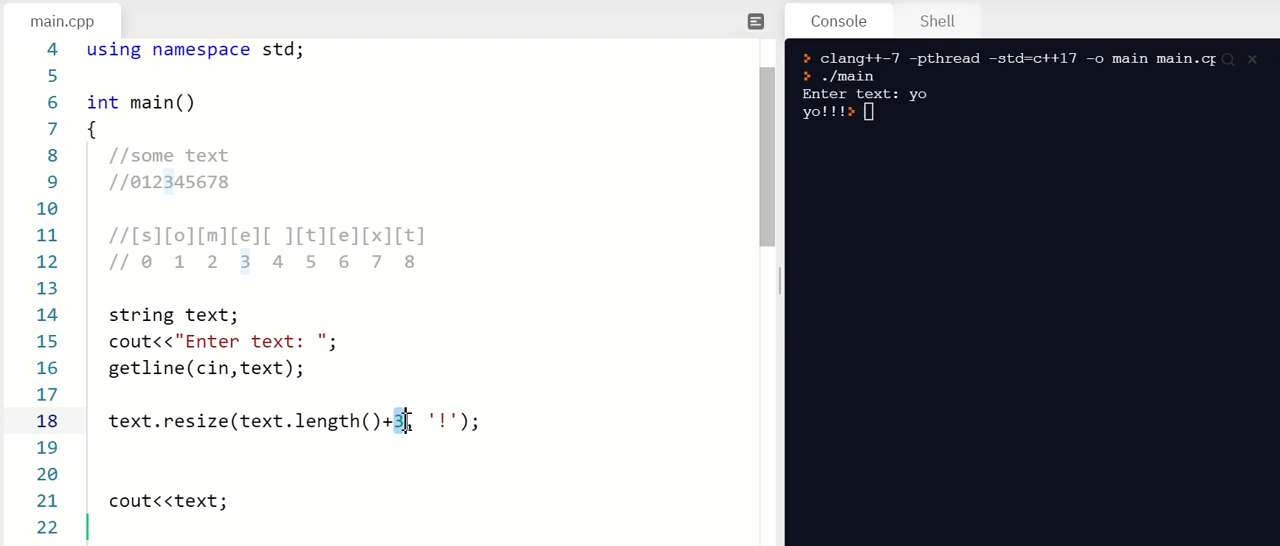 main.cpp
4 using namespace std;
5
6 int main()
7 {
8 //some text
9 //012345678
10
11 //[s][o][m][e][ ][t][e][x][t]
12 // 0 1 2 3 4 5 6 7 8
13
14 string text;
15 cout<<"Enter text: ";
16 getline(cin,text);
17
18 text.resize(text.length()+3, '!');
19
20
21 cout<<text;
22
Console Shell
> clang++-7 -pthread -std=c++17 -o main main.cp
> ./main
Enter text: yo
yo!!!>